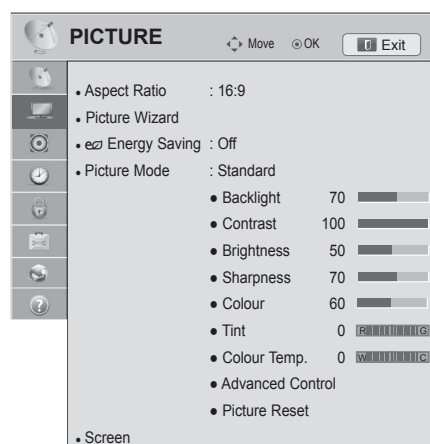 PICTURE Move OK Exit
• Aspect Ratio : 16:9
• Picture Wizard
• Energy Saving : Off
• Picture Mode : Standard
• Backlight 70
• Contrast 100
• Brightness 50
• Sharpness 70
• Colour 60
• Tint 0 R G
• Colour Temp. 0 W C
• Advanced Control
• Picture Reset
• Screen